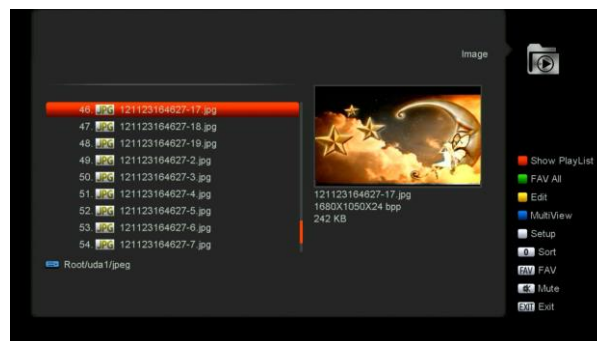 Image
46. JPG 121123164627-17.jpg
47. JPG 121123164627-18.jpg
48. JPG 121123164627-19.jpg
49. JPG 121123164627-2.jpg
50. JPG 121123164627-3.jpg
51. JPG 121123164627-4.jpg
52. JPG 121123164627-5.jpg
53. JPG 121123164627-6.jpg
54. JPG 121123164627-7.jpg
Root/uda1/jpeg
121123164627-17.jpg
1680X1050X24 bpp
242 KB
Show PlayList
FAV All
Edit
MultiView
Setup
0 Sort
FAV FAV
Mute
EXIT Exit